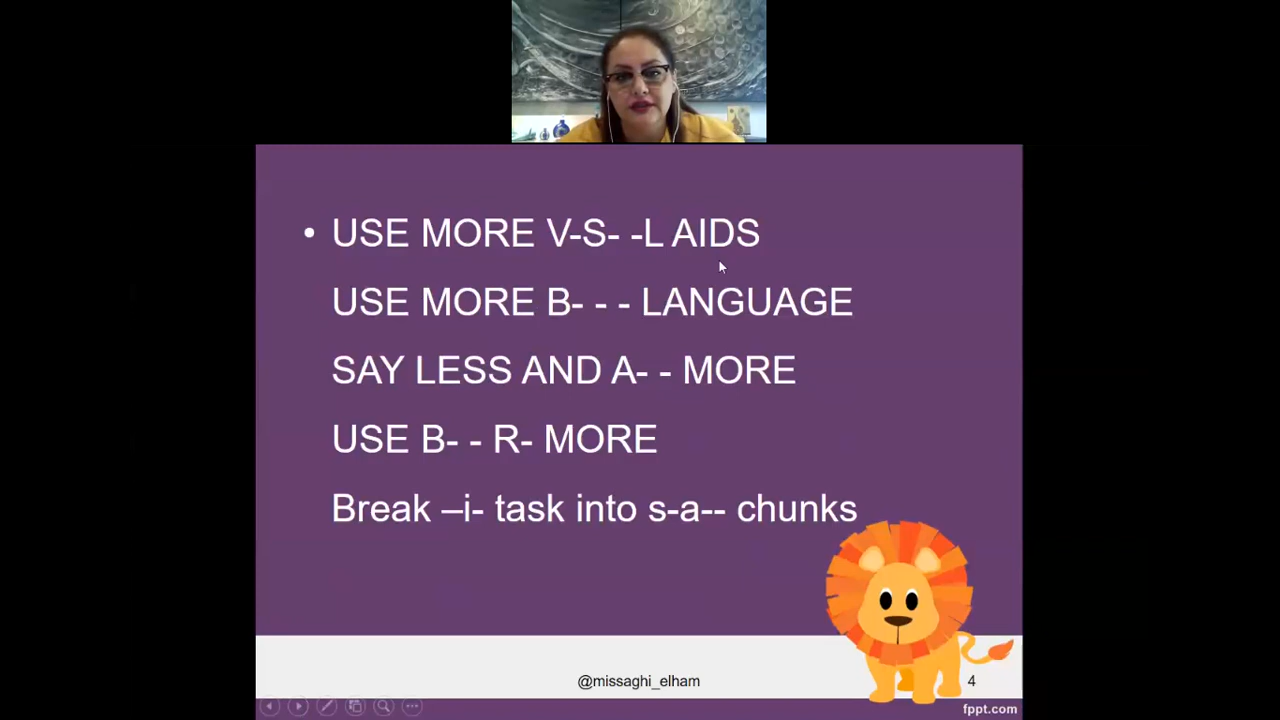 • USE MORE V-S- -L AIDS
USE MORE B- - - LANGUAGE
SAY LESS AND A- - MORE
USE B- - R- MORE
Break –i- task into s-a-- chunks
@missaghi_elham
4
fppt.com